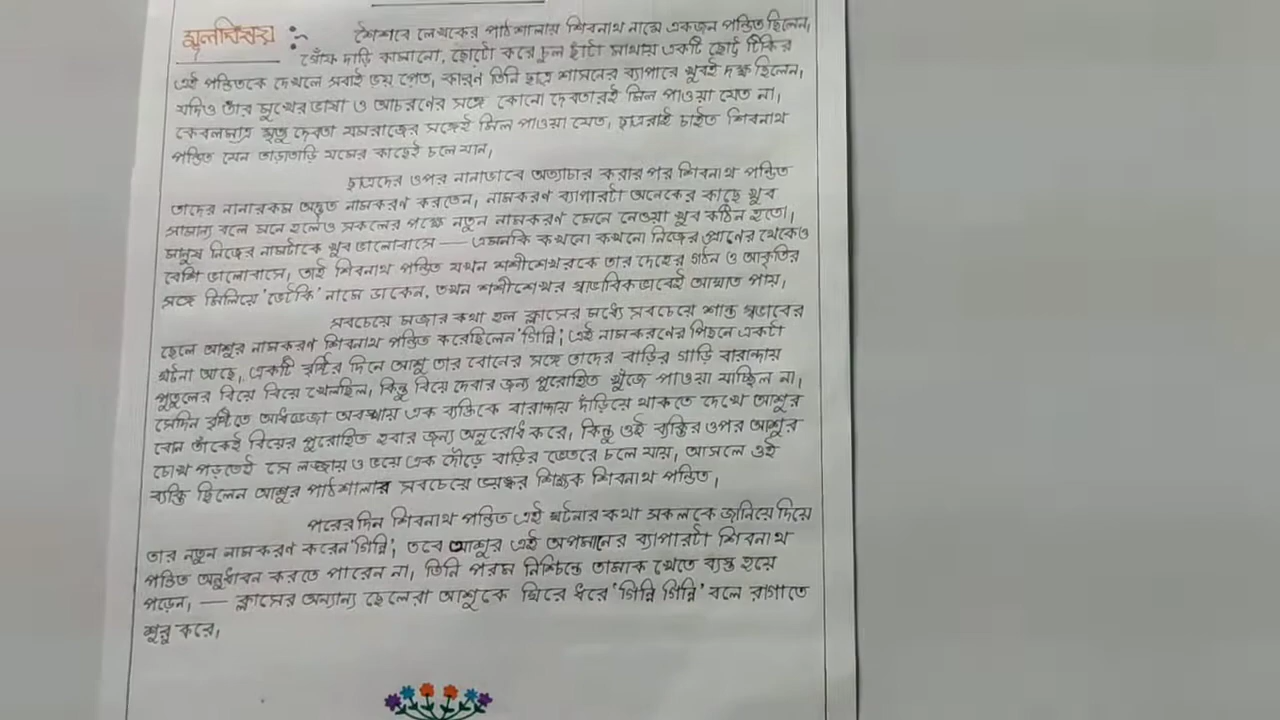 মূলবিষয় :- শৈশবে লেখকের পাঠশালায় শিবনাথ নামে একজন পন্ডিত ছিলেন,
গোঁফ দাড়ি কামানো, ছোটো করে চুল ছাঁটা মাথায় একটি ছোট্ট টিকির
এই পন্ডিতকে দেখলে সবাই ভয় পেত, কারণ তিনি ছাত্র শাসনের ব্যাপারে খুবই দক্ষ ছিলেন,
যদিও তাঁর মুখের ভাষা ও আচরণের সঙ্গে কোনো দেবতারই মিল পাওয়া যেত না,
কেবলমাত্র মৃত্যু দেবতা যমরাজের সঙ্গেই মিল পাওয়া যেত, ছাত্ররাই চাইত শিবনাথ
পন্ডিত যেন তাড়াতাড়ি যমের কাছেই চলে যান,
ছাত্রদের ওপর নানাভাবে অত্যাচার করার পর শিবনাথ পন্ডিত
তাদের নানারকম অদ্ভুত নামকরণ করতেন, নামকরণ ব্যাপারটা অনেকের কাছে খুব
সামান্য বলে মনে হলেও সকলের পক্ষে নতুন নামকরণ মেনে নেওয়া খুব কঠিন হতো,
মানুষ নিজের নামটাকে খুব ভালোবাসে — এমনকি কখনো কখনো নিজের প্রাণের থেকেও
বেশি ভালোবাসে, তাই শিবনাথ পন্ডিত যখন শশীশেখরকে তার দেহের গঠন ও আকৃতির
সঙ্গে মিলিয়ে 'ভেটকি' নামে ডাকেন, তখন শশীশেখর স্বাভাবিকভাবেই আঘাত পায়,
সবচেয়ে মজার কথা হল ক্লাসের মধ্যে সবচেয়ে শান্ত স্বভাবের
ছেলে আশুর নামকরণ শিবনাথ পন্ডিত করেছিলেন 'গিন্নি', এই নামকরণের পিছনে একটা
ঘটনা আছে, একটি বৃষ্টির দিনে আশু তার বোনের সঙ্গে তাদের বাড়ির গাড়ি বারান্দায়
পুতুলের বিয়ে বিয়ে খেলছিল, কিন্তু বিয়ে দেবার জন্য পুরোহিত খুঁজে পাওয়া যাচ্ছিল না,
সেদিন বৃষ্টিতে আধভেজা অবস্থায় এক ব্যক্তিকে বারান্দায় দাঁড়িয়ে থাকতে দেখে আশুর
বোন তাঁকেই বিয়ের পুরোহিত হবার জন্য অনুরোধ করে, কিন্তু ওই ব্যক্তির ওপর আশুর
চোখ পড়তেই সে লজ্জায় ও ভয়ে এক দৌড়ে বাড়ির ভেতরে চলে যায়, আসলে ওই
ব্যক্তি ছিলেন আশুর পাঠশালার সবচেয়ে ভয়ঙ্কর শিক্ষক শিবনাথ পন্ডিত,
পরের দিন শিবনাথ পন্ডিত এই ঘটনার কথা সকলকে জানিয়ে দিয়ে
তার নতুন নামকরণ করেন 'গিন্নি', তবে আশুর এই অপমানের ব্যাপারটা শিবনাথ
পন্ডিত অনুধাবন করতে পারেন না, তিনি পরম নিশ্চিন্তে তামাক খেতে ব্যস্ত হয়ে
পড়েন, — ক্লাসের অন্যান্য ছেলেরা আশুকে ঘিরে ধরে 'গিন্নি গিন্নি' বলে রাগাতে
শুরু করে,